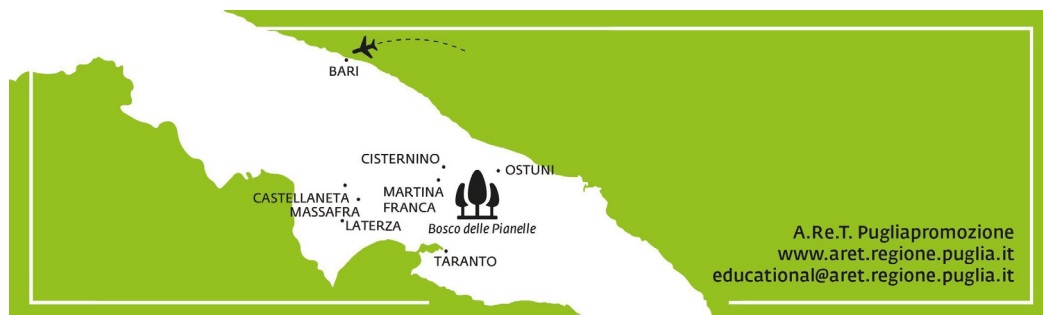 BARI
CISTERNINO
OSTUNI
CASTELLANETA
MARTINA
FRANCA
MASSAFRA
LATERZA
Bosco delle Pianelle
TARANTO
A.Re.T. Pugliapromozione
www.aret.regione.puglia.it
educational@aret.regione.puglia.it